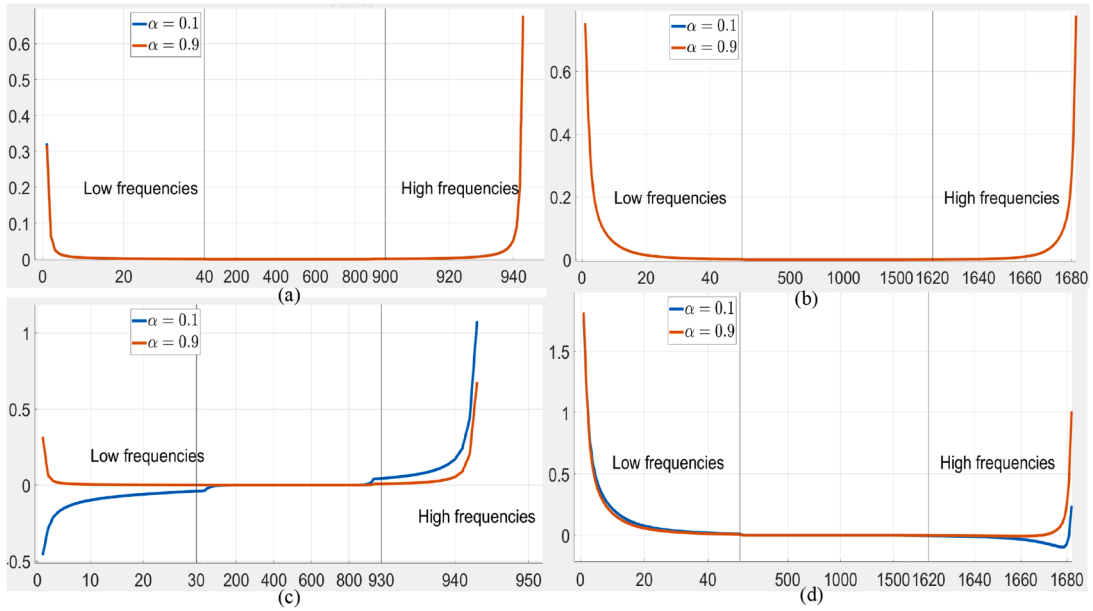 α = 0.1
α = 0.9
0.6
0.5
0.4
0.3
0.2
0.1
0
Low frequencies
High frequencies
0 20 40 200 400 600 800 900 920 940
(a)
α = 0.1
α = 0.9
0.6
0.4
0.2
0
Low frequencies
High frequencies
0 20 40 500 1000 1500 1620 1640 1660 1680
(b)
α = 0.1
α = 0.9
1
0.5
0
-0.5
Low frequencies
High frequencies
0 10 20 30 200 400 600 800 930 940 950
(c)
α = 0.1
α = 0.9
1.5
1
0.5
0
Low frequencies
High frequencies
0 20 40 500 1000 1500 1620 1640 1660 1680
(d)